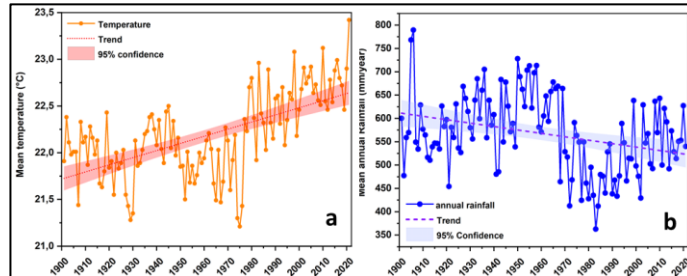 Temperature
Trend
95% confidence
23,5
23,0
22,5
22,0
21,5
21,0
Mean temperature (°C)
1900 1910 1920 1930 1940 1950 1960 1970 1980 1990 2000 2010 2020
a
800
750
700
650
600
550
500
450
400
350
Mean annual Rainfall (mm/year)
annual rainfall
Trend
95% Confidence
1900 1910 1920 1930 1940 1950 1960 1970 1980 1990 2000 2010 2020
b